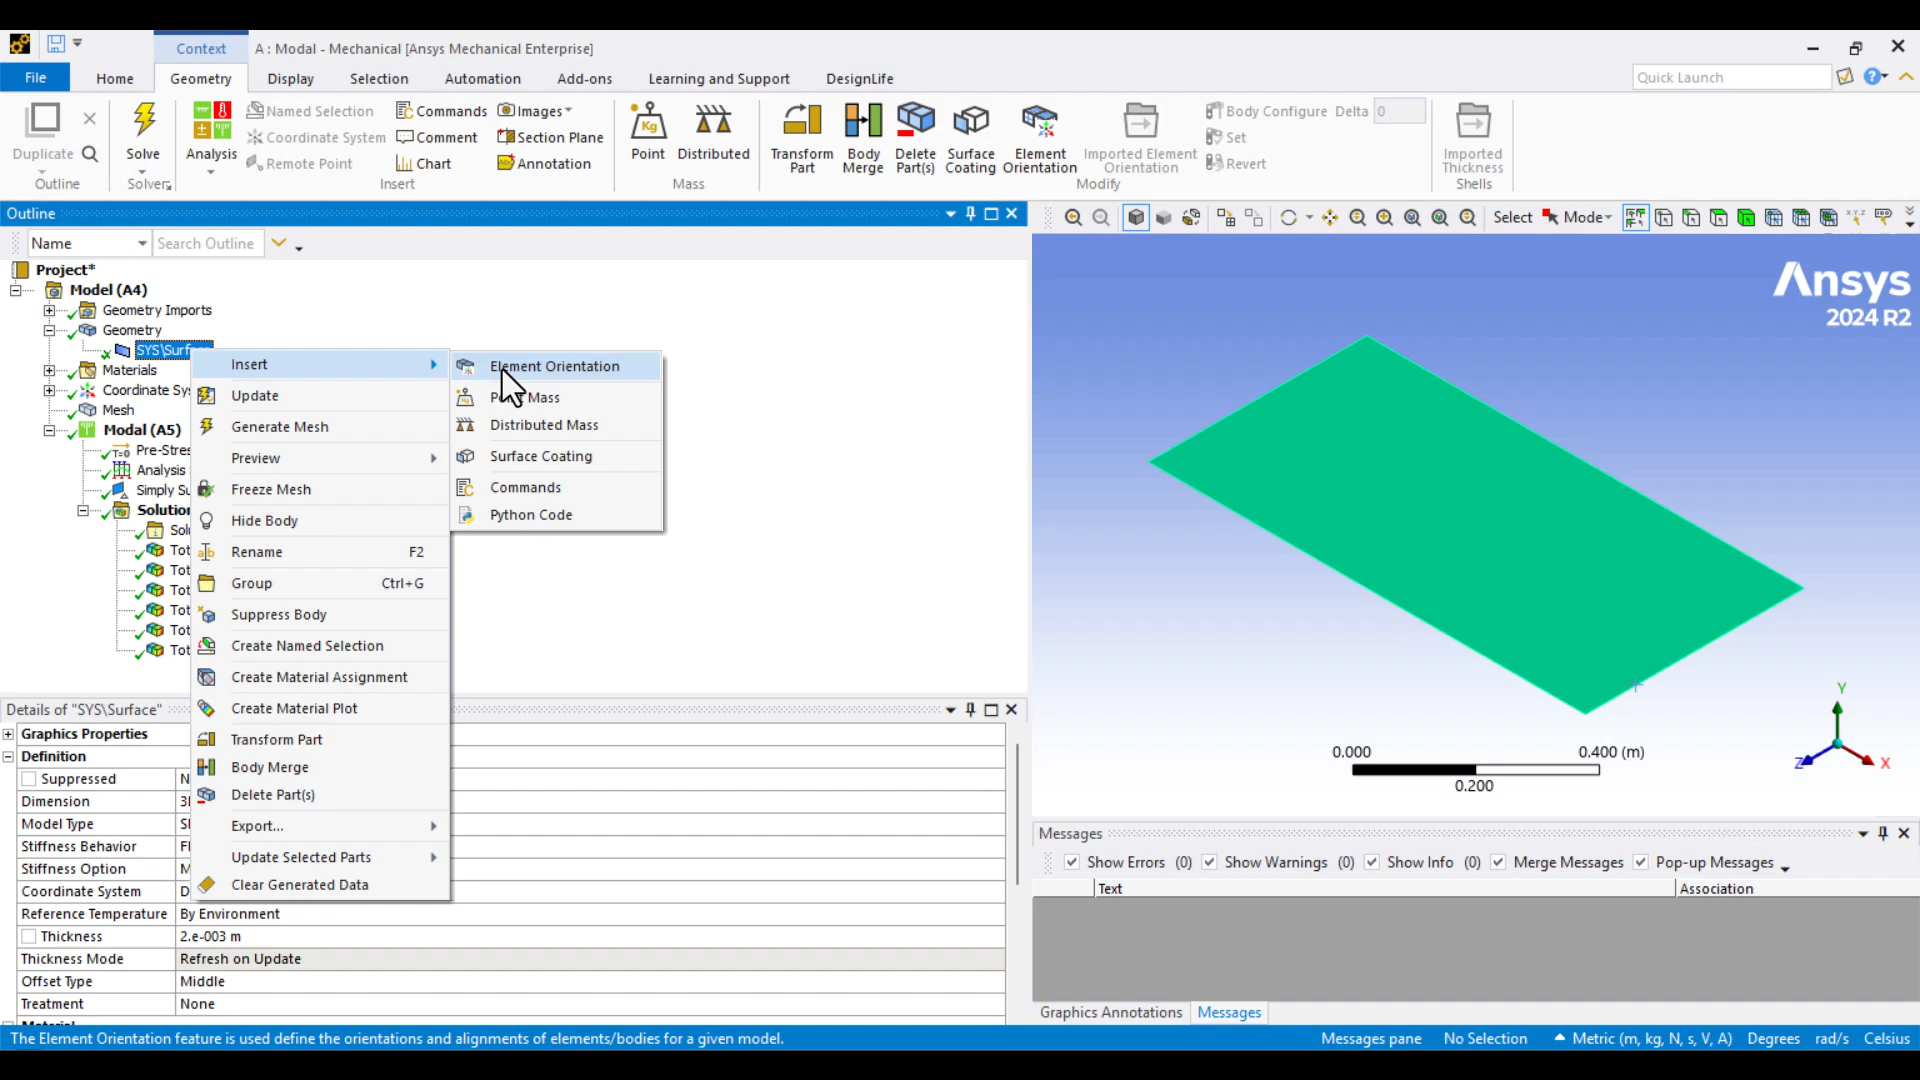 Context
A : Modal - Mechanical [Ansys Mechanical Enterprise]
File
Home
Geometry
Display
Selection
Automation
Add-ons
Learning and Support
DesignLife
Quick Launch
Duplicate
Outline
Solve
Solver
Analysis
Named Selection
Coordinate System
Remote Point
Commands
Comment
Chart
Images
Section Plane
Annotation
Insert
Point
Distributed
Mass
Transform Part
Body Merge
Delete Part(s)
Surface Coating
Element Orientation
Imported Element Orientation
Body Configure Delta 0
Set
Revert
Modify
Imported Thickness
Shells
Outline
Name
Search Outline
Project*
Model (A4)
Geometry Imports
Geometry
SYS\Surf
Materials
Coordinate Sy
Mesh
Modal (A5)
T=0 Pre-Stre
Analysis
Simply Su
Solution
Sol
Tot
Tot
Tot
Tot
Tot
Tot
Insert
Update
Generate Mesh
Preview
Freeze Mesh
Hide Body
Rename F2
Group Ctrl+G
Suppress Body
Create Named Selection
Create Material Assignment
Create Material Plot
Transform Part
Body Merge
Delete Part(s)
Export...
Update Selected Parts
Clear Generated Data
Element Orientation
Mass
Distributed Mass
Surface Coating
Commands
Python Code
Details of "SYS\Surface"
Graphics Properties
Definition
Suppressed N
Dimension 3
Model Type S
Stiffness Behavior F
Stiffness Option M
Coordinate System D
Reference Temperature By Environment
Thickness 2.e-003 m
Thickness Mode Refresh on Update
Offset Type Middle
Treatment None
Select
Mode
Ansys
2024 R2
0.000
0.400 (m)
0.200
Y
Z
X
Messages
Show Errors (0) Show Warnings (0) Show Info (0) Merge Messages Pop-up Messages
Text
Association
Graphics Annotations Messages
The Element Orientation feature is used define the orientations and alignments of elements/bodies for a given model.
Messages pane No Selection Metric (m, kg, N, s, V, A) Degrees rad/s Celsius